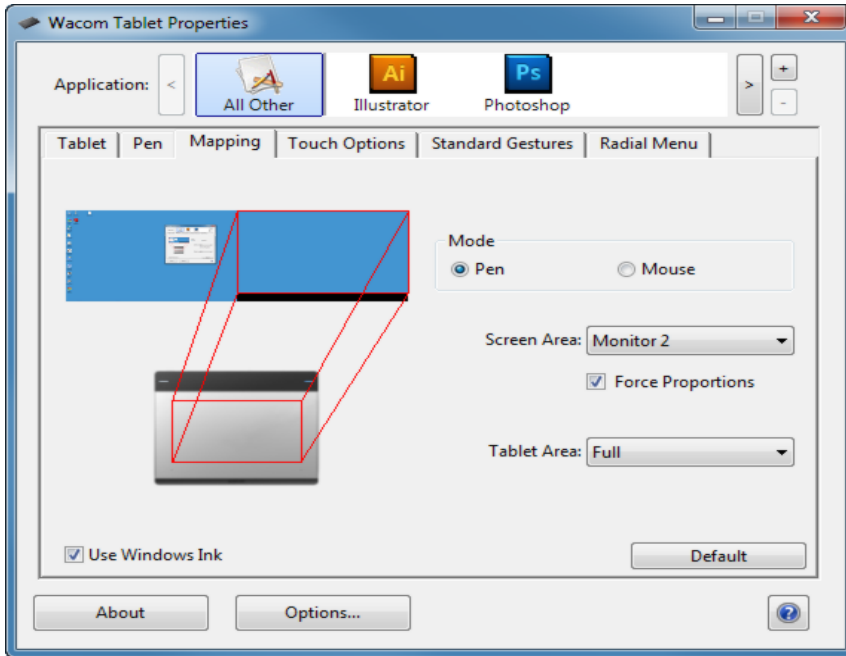 Wacom Tablet Properties
Application: < > + -
Ai Ps
All Other Illustrator Photoshop
Tablet Pen Mapping Touch Options Standard Gestures Radial Menu
Mode
Pen Mouse
Screen Area: Monitor 2
Force Proportions
Tablet Area: Full
Use Windows Ink Default
About Options... ?